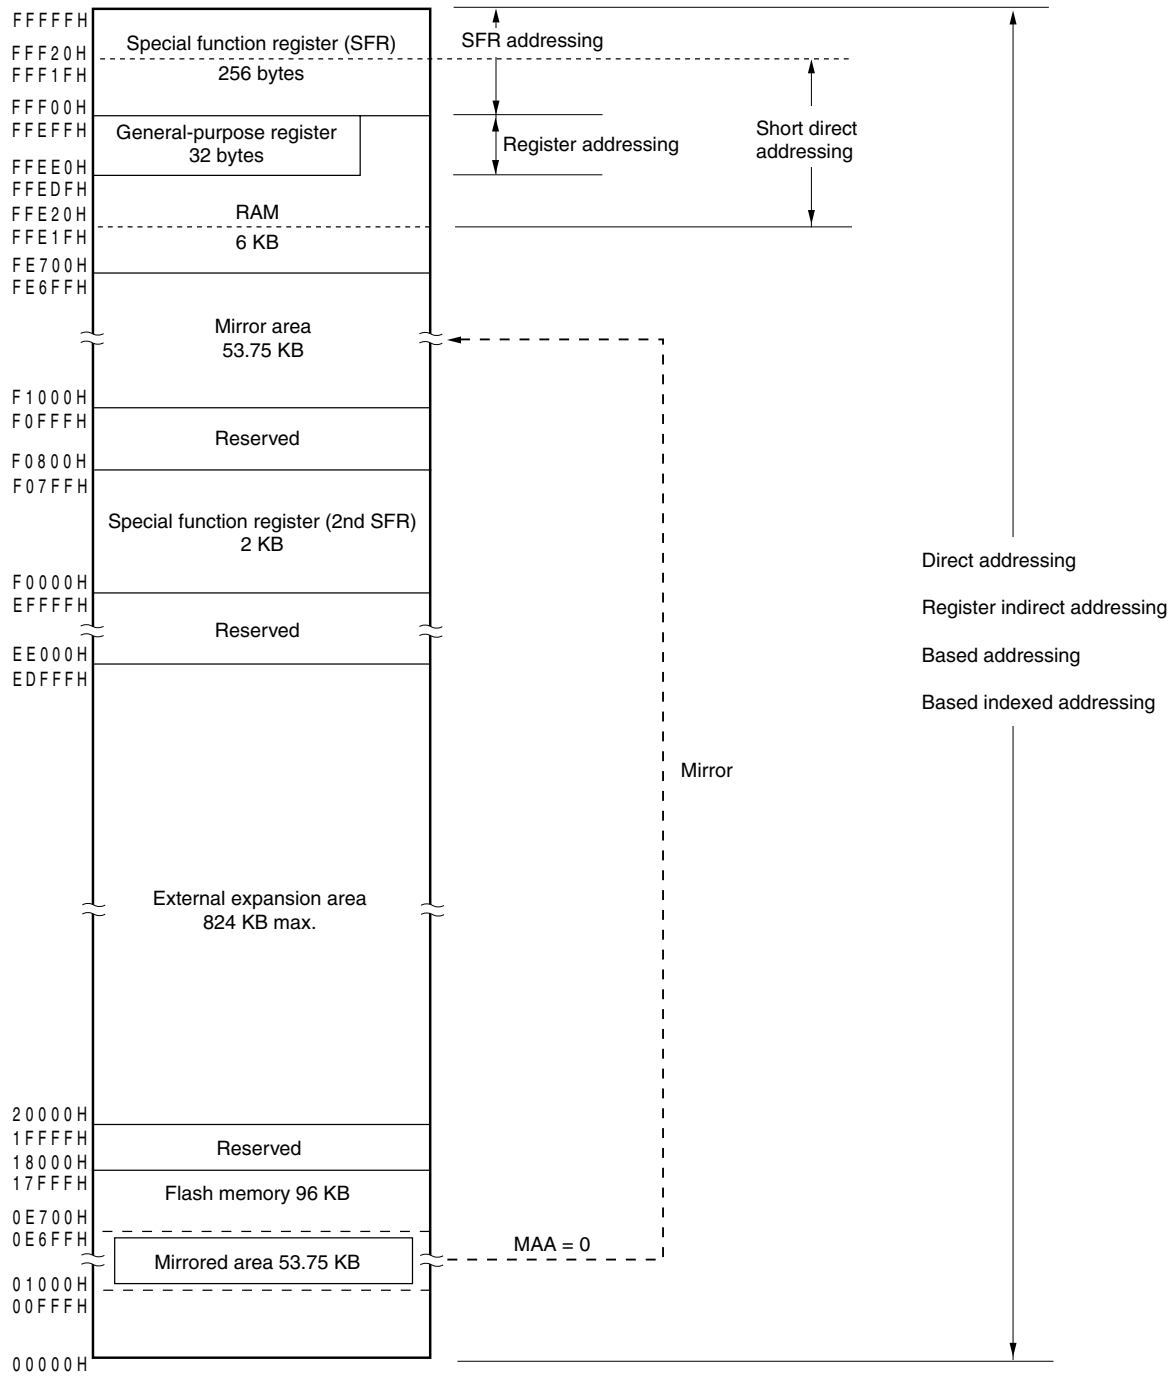 FFFFFH
Special function register (SFR)
SFR addressing
FFF20H
FFF1FH
256 bytes
FFF00H
FFEFFH
General-purpose register
32 bytes
Register addressing
Short direct
addressing
FFEE0H
FFEDFH
FFE20H
RAM
FFE1FH
6 KB
FE700H
FE6FFH
Mirror area
53.75 KB
F1000H
F0FFFH
Reserved
F0800H
F07FFH
Special function register (2nd SFR)
2 KB
Direct addressing
F0000H
EFFFFH
Register indirect addressing
Reserved
EE000H
Based addressing
EDFFFH
Based indexed addressing
Mirror
External expansion area
824 KB max.
20000H
1FFFFH
Reserved
18000H
17FFFH
Flash memory 96 KB
0E700H
0E6FFH
MAA = 0
Mirrored area 53.75 KB
01000H
00FFFH
00000H